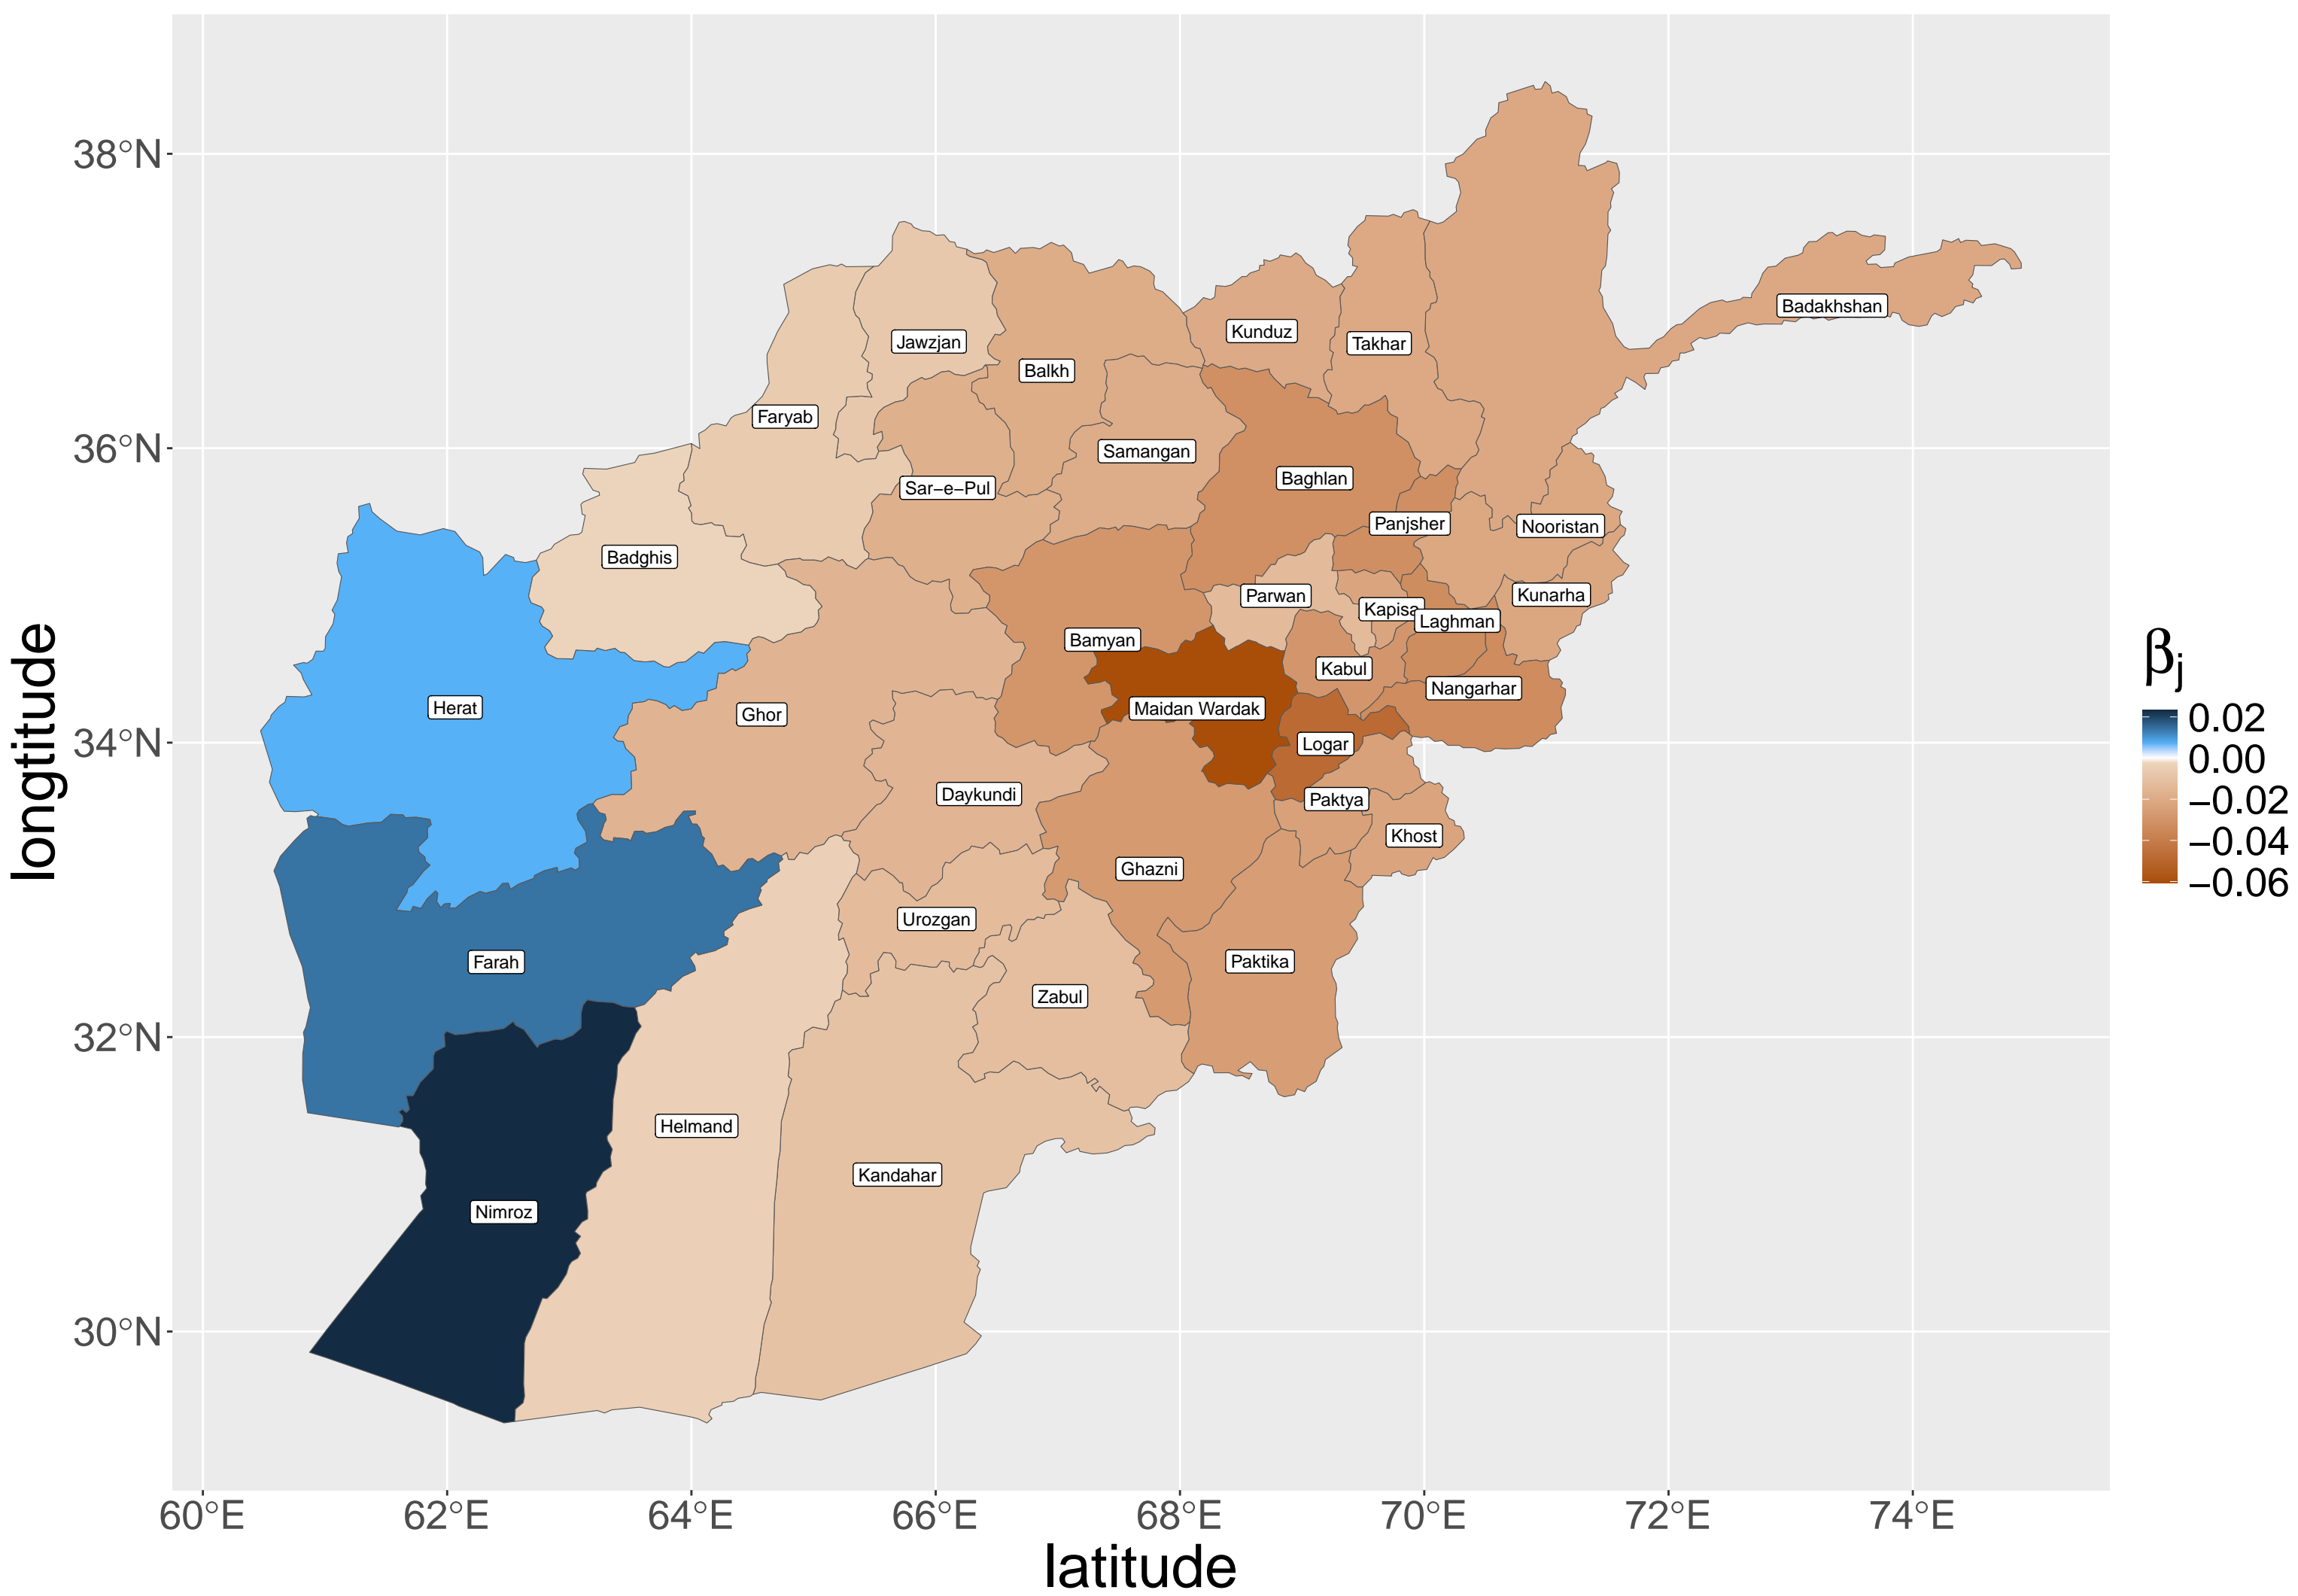 38°N
36°N
34°N
32°N
30°N
longtitude
Badakhshan
Kunduz
Jawzjan
Takhar
Balkh
Faryab
Samangan
Baghlan
Sar−e−Pul
Panjsher
Nooristan
Badghis
Parwan
Kunarha
Kapisa
Laghman
Bamyan
Kabul
Nangarhar
Herat
Maidan Wardak
Ghor
Logar
Daykundi
Paktya
Khost
Ghazni
Urozgan
Farah
Paktika
Zabul
Helmand
Kandahar
Nimroz
60°E 62°E 64°E 66°E 68°E 70°E 72°E 74°E
latitude
βj
0.02
0.00
−0.02
−0.04
−0.06